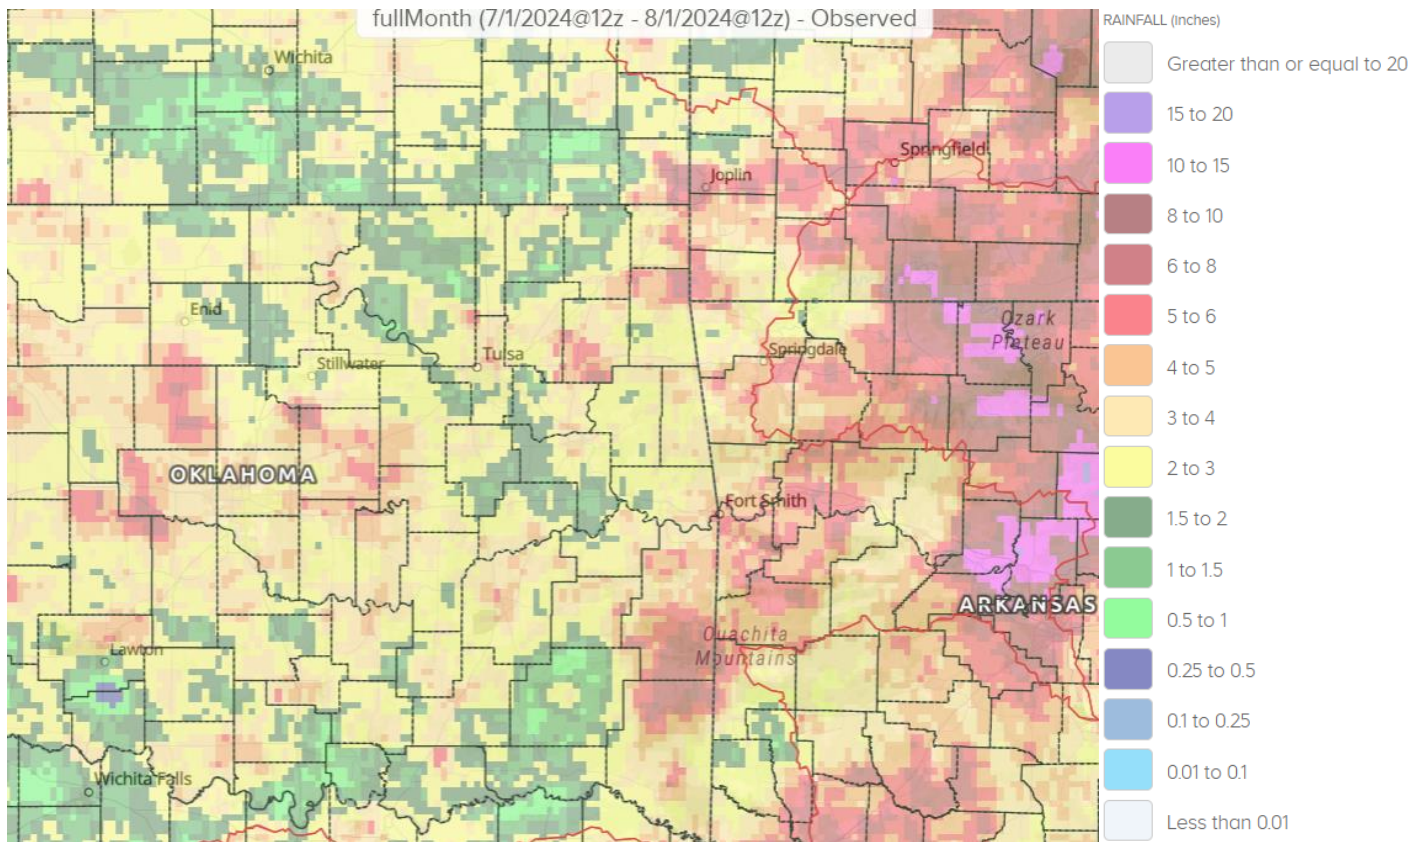 fullMonth (7/1/2024@12z - 8/1/2024@12z) - Observed
RAINFALL (Inches)
Greater than or equal to 20
15 to 20
10 to 15
8 to 10
6 to 8
5 to 6
4 to 5
3 to 4
2 to 3
1.5 to 2
1 to 1.5
0.5 to 1
0.25 to 0.5
0.1 to 0.25
0.01 to 0.1
Less than 0.01
Wichita
Springfield
Joplin
Enid
Ozark
Plateau
Tulsa
Springdale
Stillwater
OKLAHOMA
Fort Smith
ARKANSAS
Ouachita
Mountains
Lawton
Wichita Falls